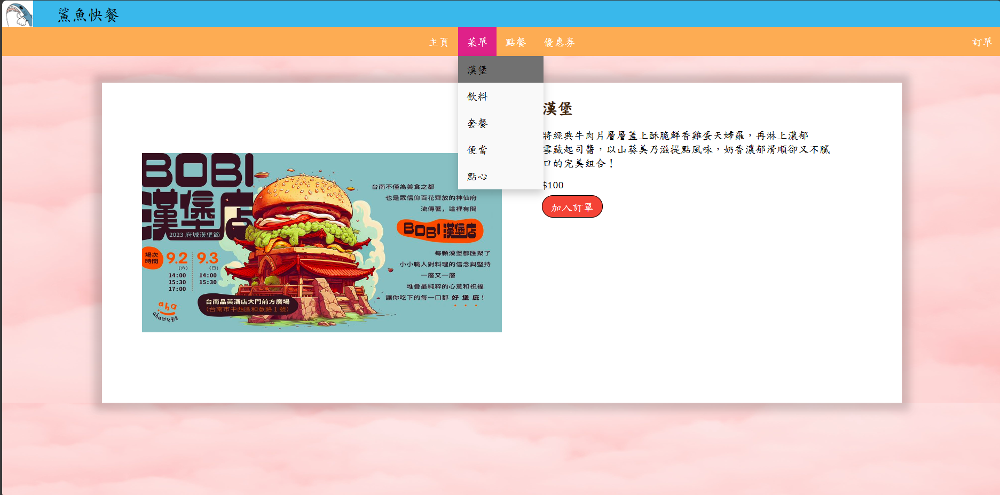 鯊魚快餐
主頁
菜單
點餐
優惠券
訂單
漢堡
飲料
套餐
便當
點心
BOBI
漢堡店
2023 府城漢堡節
場次
時間
9.2
(六)
14:00
15:30
17:00
9.3
(日)
14:00
15:30
aha
aha幼兒劇
台南晶英酒店大門前方廣場
(台南市中西區和意路 1 號)
台南不僅為美食之都
也是眾信仰百花齊放的神仙府
流傳著，這裡有間
BOBI 漢堡店
每顆漢堡都匯聚了
小小職人對料理的信念與堅持
一層又一層
堆疊最純粹的心意和祝福
讓你吃下的每一口都 好堡庇！
漢堡
將經典牛肉片層層蓋上酥脆鮮香雞蛋天婦羅，再淋上濃郁
雪藏起司醬，以山葵美乃滋提點風味，奶香濃郁滑順卻又不膩
口的完美組合！
$100
加入訂單